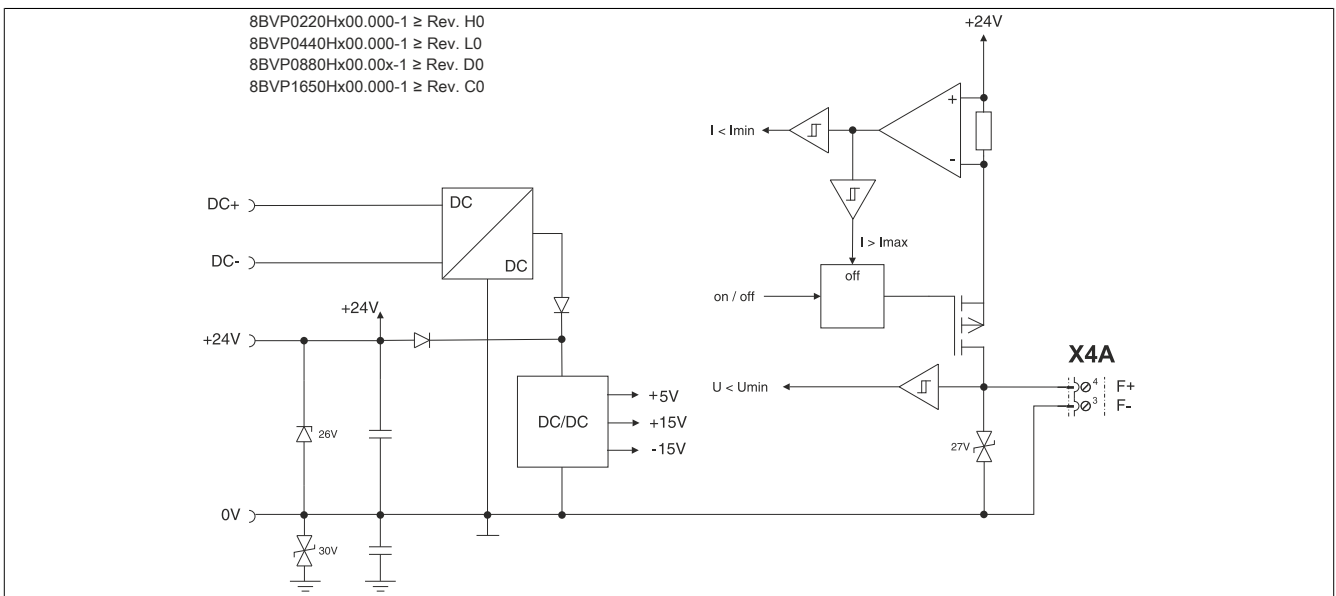 8BVP0220Hx00.000-1 ≥ Rev. H0
8BVP0440Hx00.000-1 ≥ Rev. L0
8BVP0880Hx00.00x-1 ≥ Rev. D0
8BVP1650Hx00.000-1 ≥ Rev. C0
+24V
+
-
I < Imin
I > Imax
off
on / off
DC+
DC-
DC
DC
+24V
+24V
U < Umin
X4A
4
F+
3
F-
DC/DC
+5V
+15V
-15V
26V
27V
0V
30V